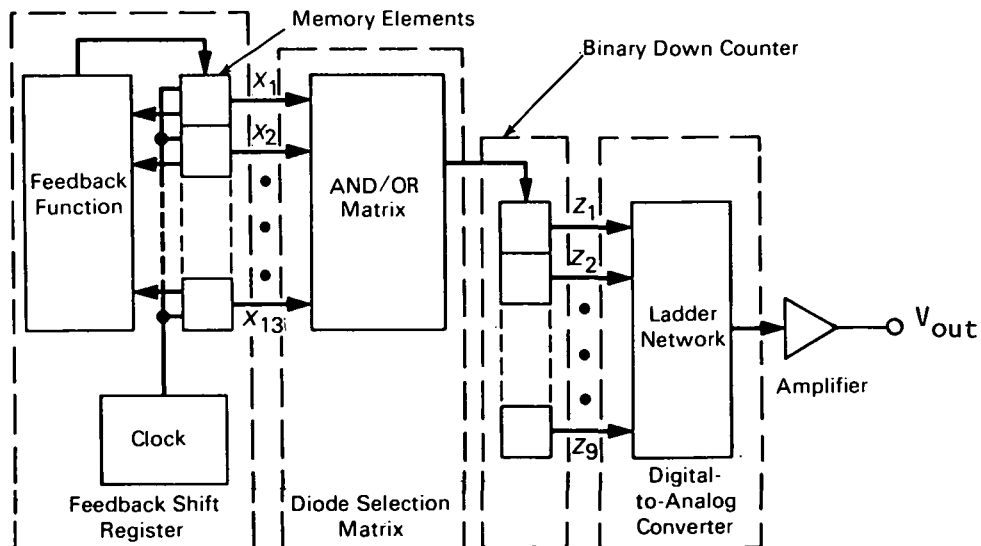 Memory Elements
Binary Down Counter
X1
X2
X13
Feedback
Function
AND/OR
Matrix
Z1
Z2
Z9
Ladder
Network
Vout
Amplifier
Clock
Feedback Shift
Register
Diode Selection
Matrix
Digital-
to-Analog
Converter